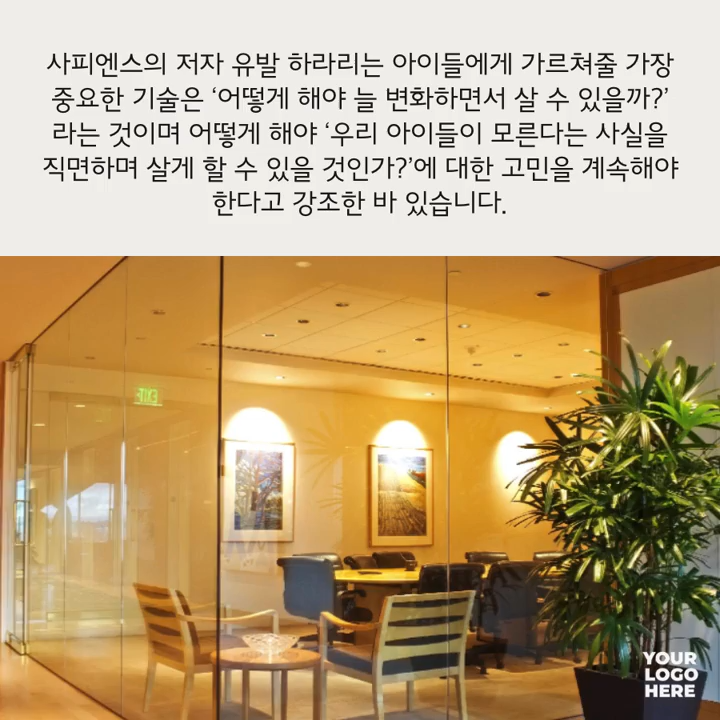 사피엔스의 저자 유발 하라리는 아이들에게 가르쳐줄 가장
중요한 기술은 ‘어떻게 해야 늘 변화하면서 살 수 있을까?’
라는 것이며 어떻게 해야 ‘우리 아이들이 모른다는 사실을
직면하며 살게 할 수 있을 것인가?’에 대한 고민을 계속해야
한다고 강조한 바 있습니다.
YOUR
LOGO
HERE